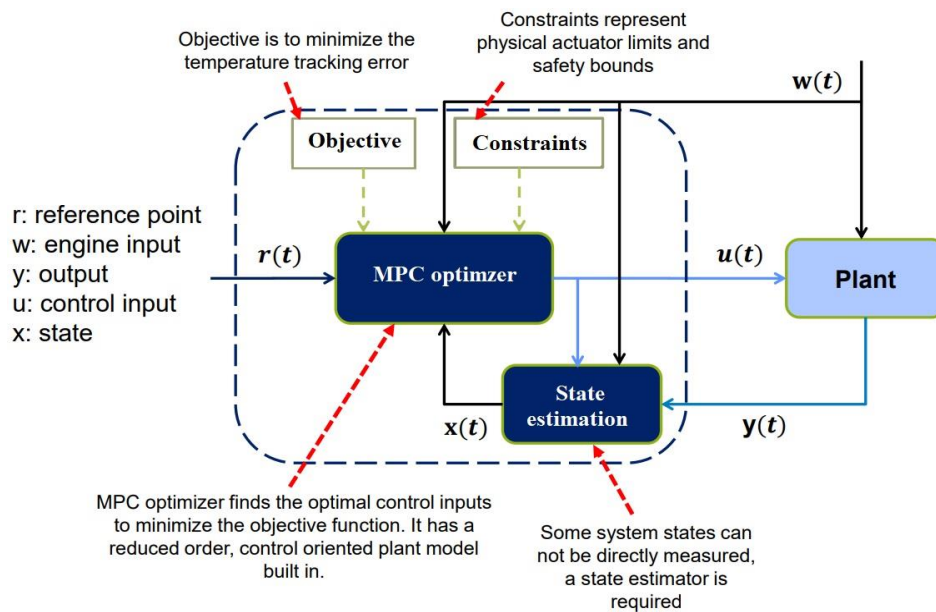 Objective is to minimize the
temperature tracking error
Constraints represent
physical actuator limits and
safety bounds
w(t)
Objective
Constraints
r: reference point
w: engine input
y: output
u: control input
x: state
r(t)
MPC optimzer
u(t)
Plant
State
estimation
x(t)
y(t)
MPC optimizer finds the optimal control inputs
to minimize the objective function. It has a
reduced order, control oriented plant model
built in.
Some system states can
not be directly measured,
a state estimator is
required